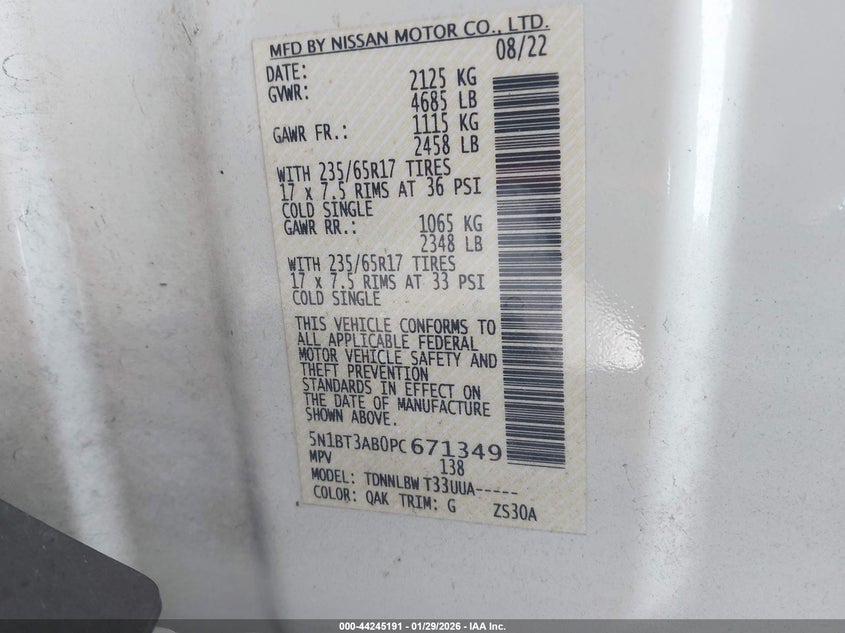 MFD BY NISSAN MOTOR CO., LTD.
DATE: 08/22
GVWR: 2125 KG
4685 LB
GAWR FR.: 1115 KG
2458 LB
WITH 235/65R17 TIRES
17 x 7.5 RIMS AT 36 PSI
COLD SINGLE
GAWR RR.: 1065 KG
2348 LB
WITH 235/65R17 TIRES
17 x 7.5 RIMS AT 33 PSI
COLD SINGLE
THIS VEHICLE CONFORMS TO
ALL APPLICABLE FEDERAL
MOTOR VEHICLE SAFETY AND
THEFT PREVENTION
STANDARDS IN EFFECT ON
THE DATE OF MANUFACTURE
SHOWN ABOVE.
5N1BT3AB0PC671349
MPV 138
MODEL: TDNNLBW T33UUA-----
COLOR: QAK TRIM: G ZS30A
000-44245191 - 01/29/2026 - IAA Inc.